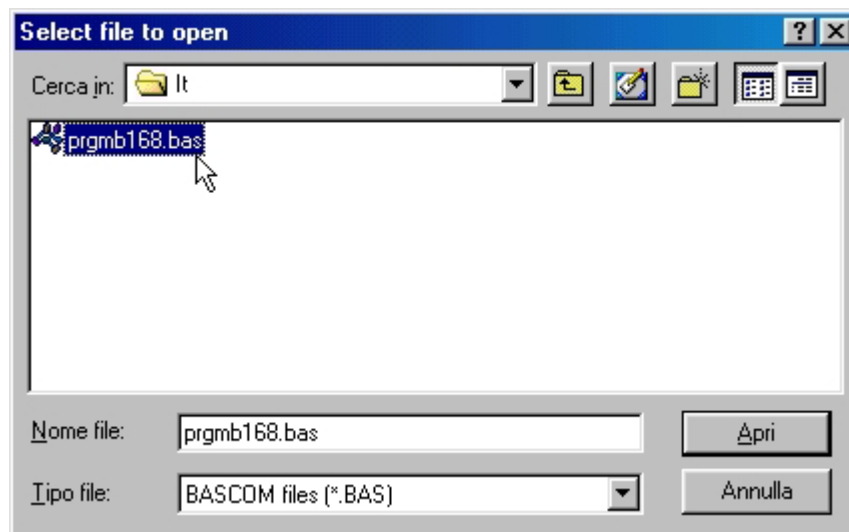 Select file to open
Cerca in: It
prgmb168.bas
Nome file: prgmb168.bas Apri
Tipo file: BASCOM files (*.BAS) Annulla